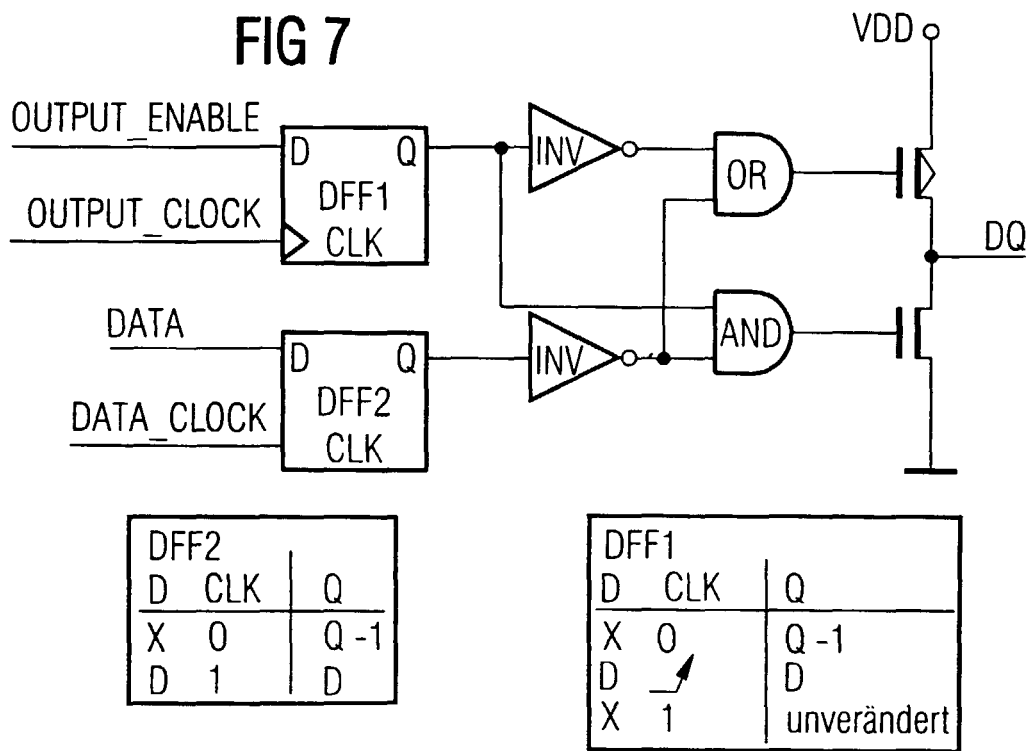 FIG 7
VDD
OUTPUT_ENABLE
D Q
INV
OR
DFF1
OUTPUT_CLOCK
CLK
DQ
DATA
D Q
INV
AND
DFF2
DATA_CLOCK
CLK
DFF2
D CLK Q
X 0 Q -1
D 1 D
DFF1
D CLK Q
X 0 Q -1
D D
X 1 unverändert